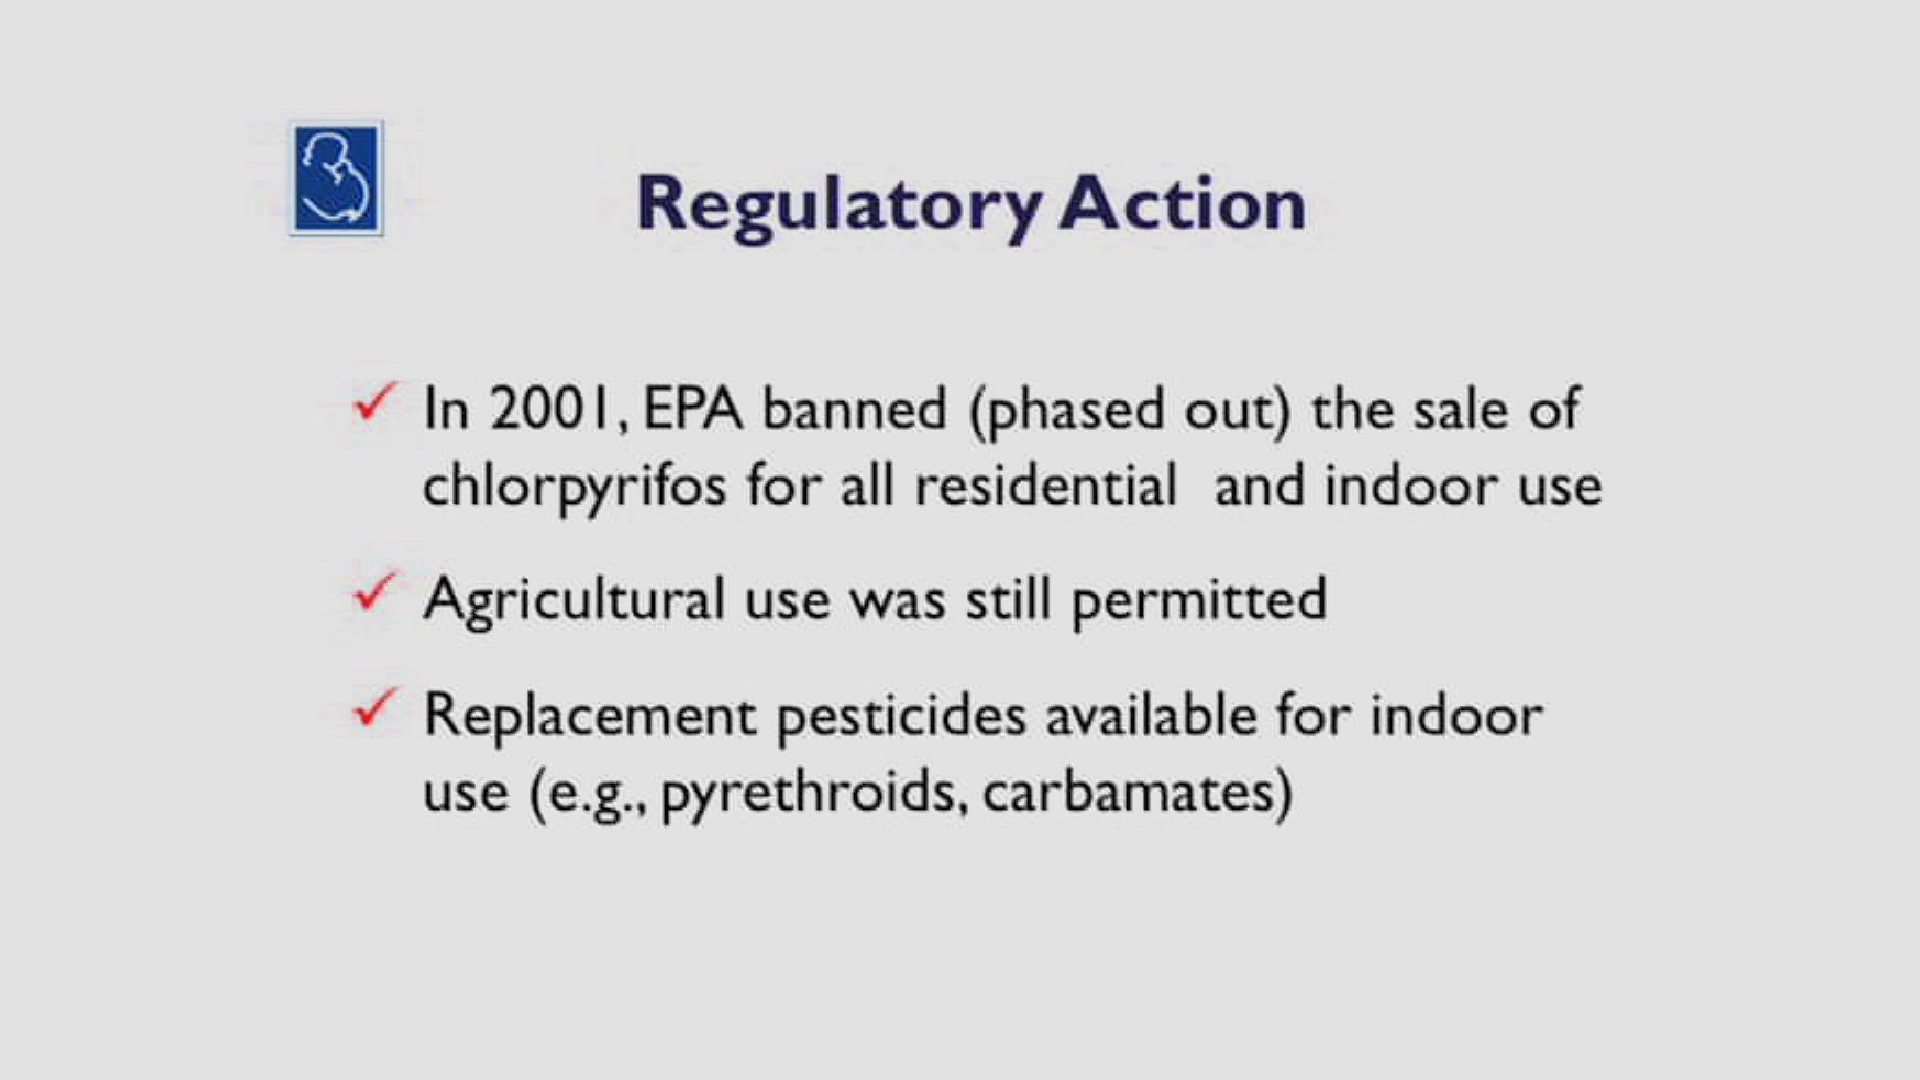 Regulatory Action
In 2001, EPA banned (phased out) the sale of
chlorpyrifos for all residential  and indoor use
Agricultural use was still permitted
Replacement pesticides available for indoor
use (e.g., pyrethroids, carbamates)